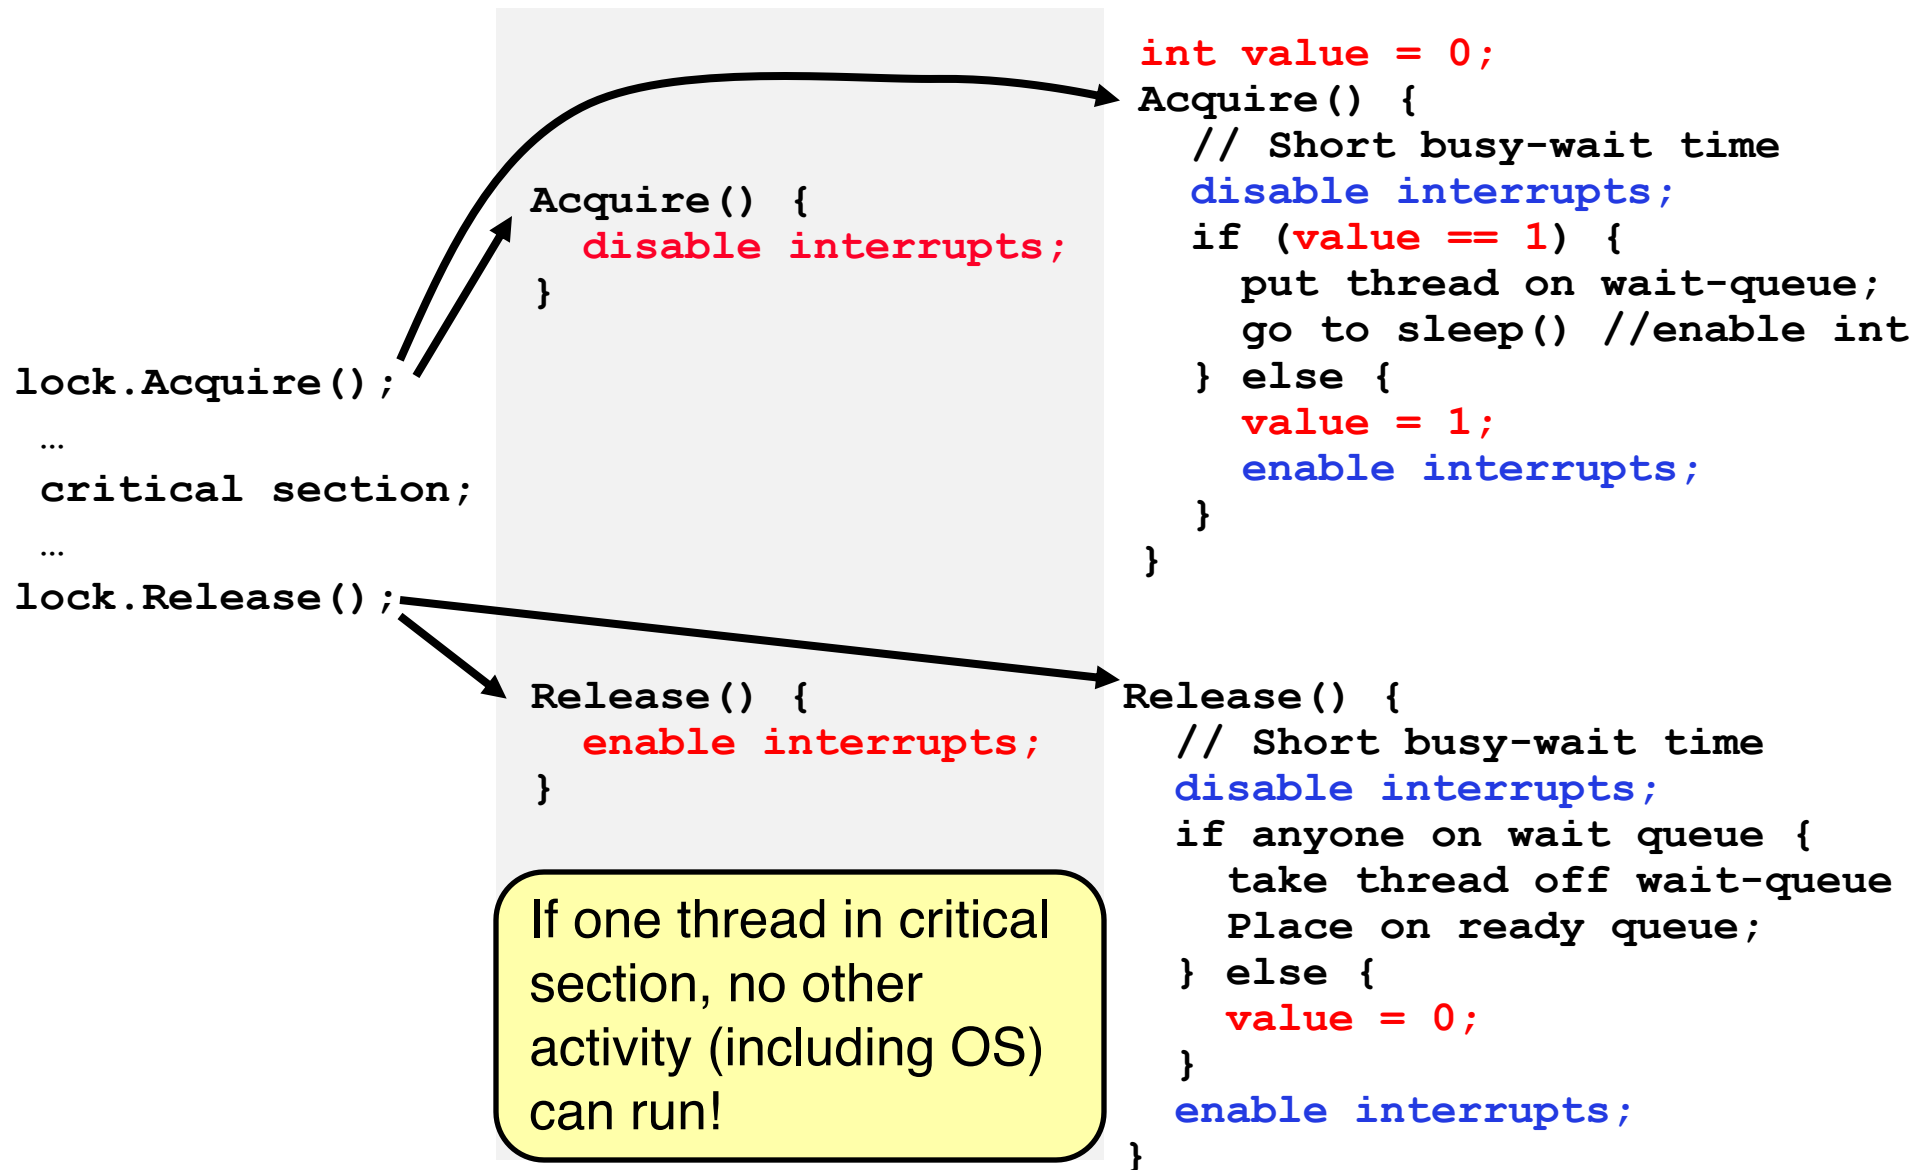 lock.Acquire();
…
critical section;
…
lock.Release();
Acquire() {
disable interrupts;
}
Release() {
enable interrupts;
}
If one thread in critical
section, no other
activity (including OS)
can run!
int value = 0;
Acquire() {
// Short busy-wait time
disable interrupts;
if (value == 1) {
put thread on wait-queue;
go to sleep() //enable int
} else {
value = 1;
enable interrupts;
}
}
Release() {
// Short busy-wait time
disable interrupts;
if anyone on wait queue {
take thread off wait-queue
Place on ready queue;
} else {
value = 0;
}
enable interrupts;
}